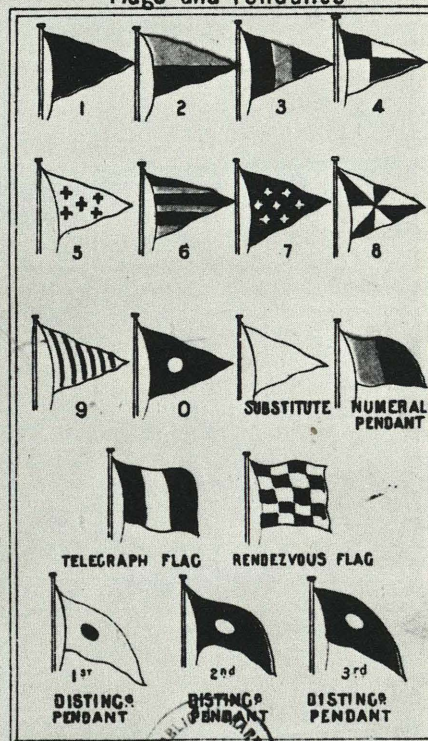 Flags and Pendants
1 2 3 4
5 6 7 8
9 0 SUBSTITUTE NUMERAL
PENDANT
TELEGRAPH FLAG RENDEZVOUS FLAG
1ST 2nd 3rd
DISTINGG DISTINGG DISTINGG
PENDANT PENDANT PENDANT